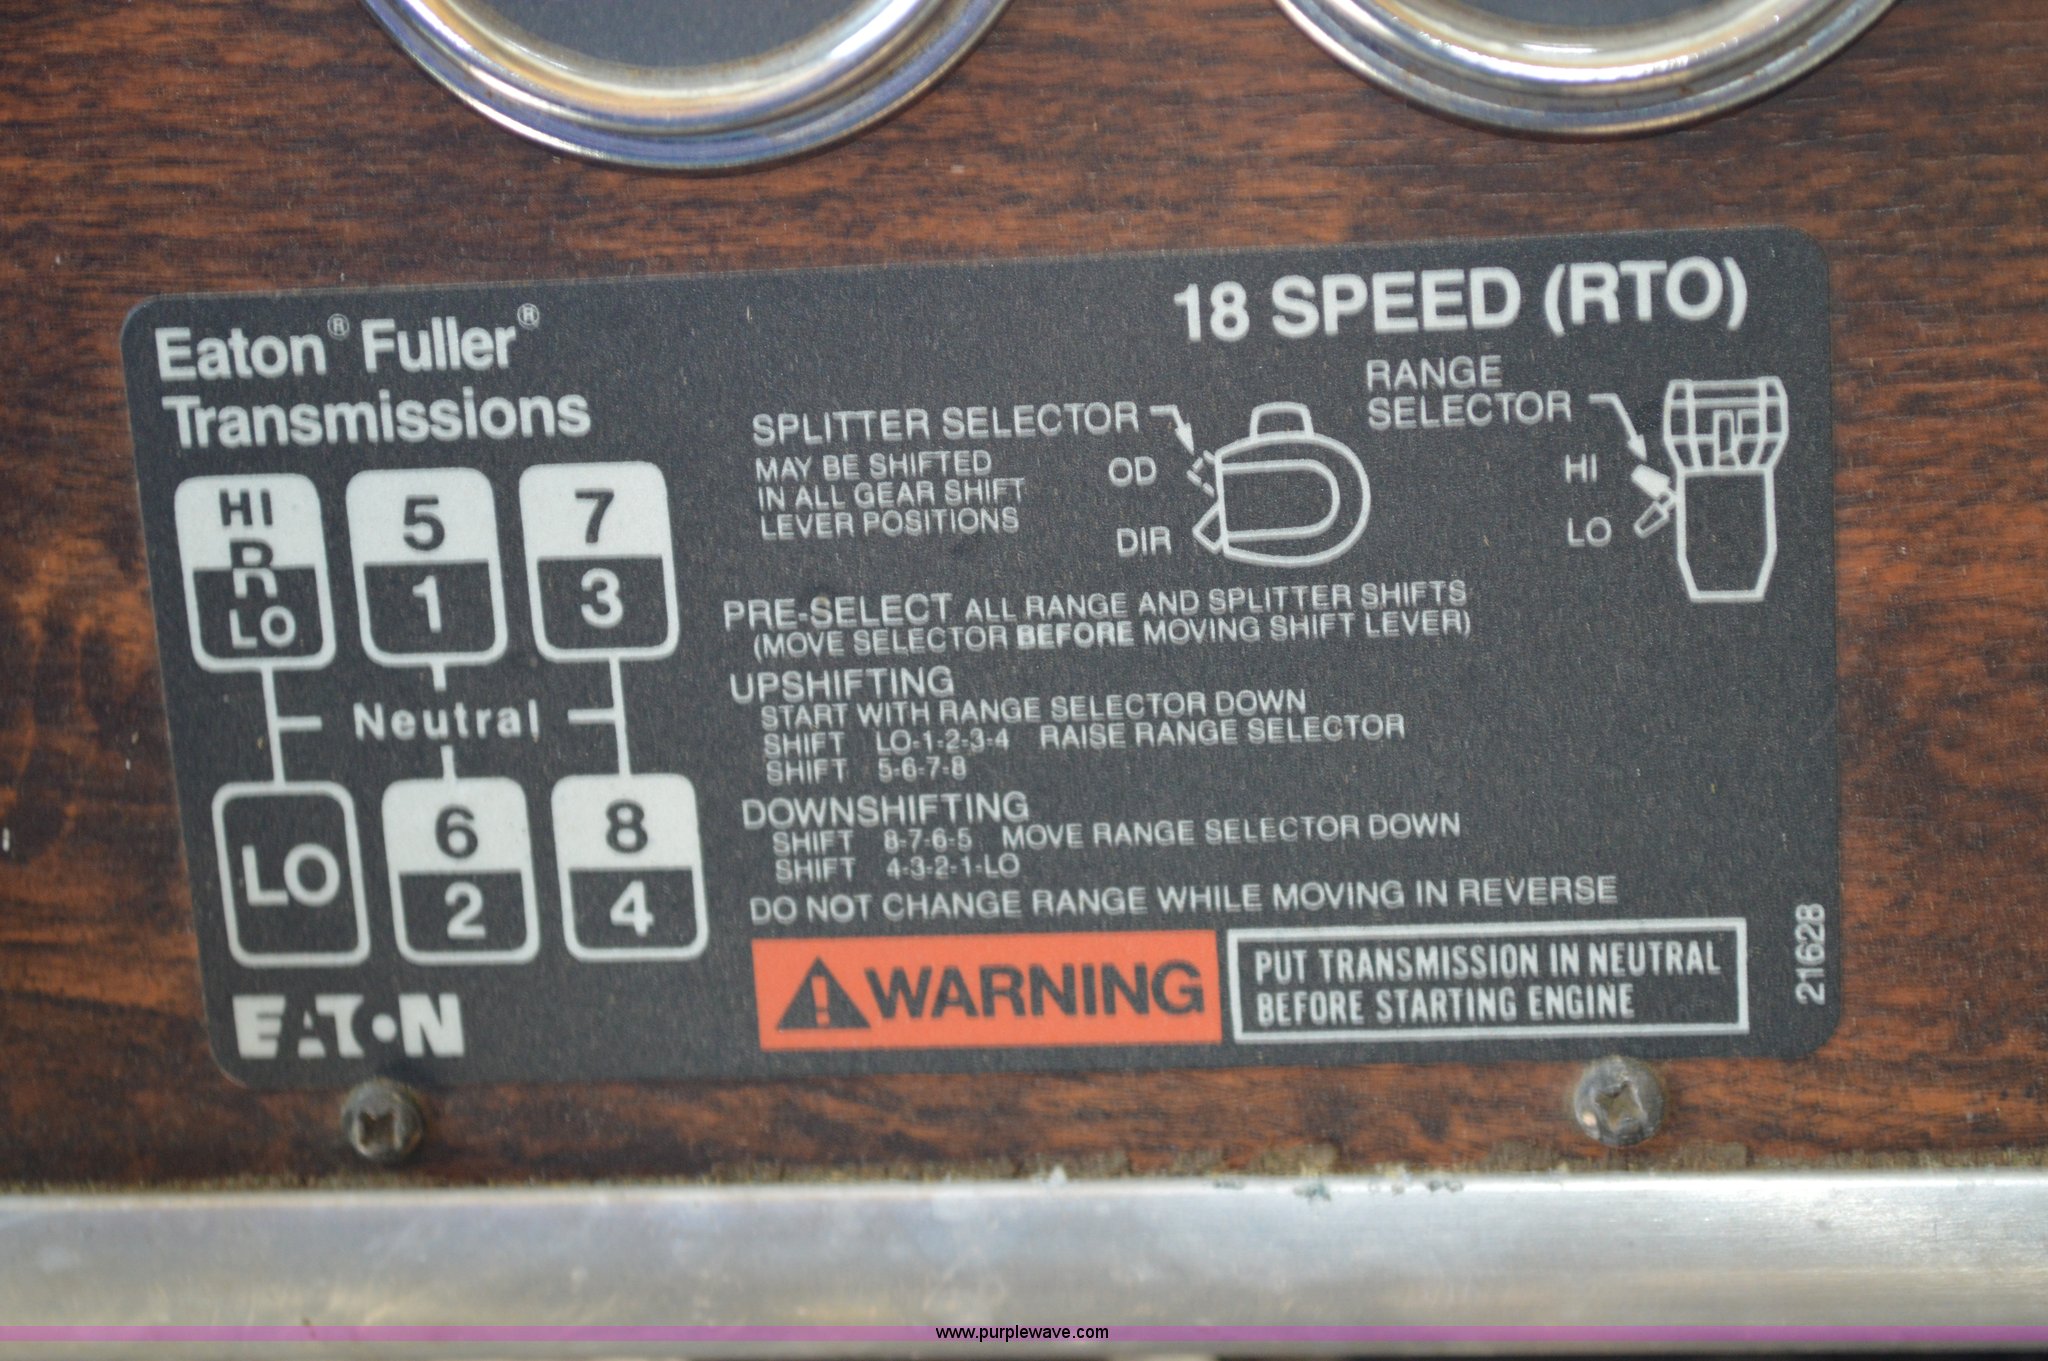 18 SPEED (RTO)
Eaton® Fuller®
Transmissions
HI
R
LO
5
1
7
3
Neutral
LO
6
2
8
4
EATON
SPLITTER SELECTOR
MAY BE SHIFTED
IN ALL GEAR SHIFT
LEVER POSITIONS
OD
DIR
RANGE
SELECTOR
HI
LO
PRE-SELECT ALL RANGE AND SPLITTER SHIFTS
(MOVE SELECTOR BEFORE MOVING SHIFT LEVER)
UPSHIFTING
START WITH RANGE SELECTOR DOWN
SHIFT LO-1-2-3-4 RAISE RANGE SELECTOR
SHIFT 5-6-7-8
DOWNSHIFTING
SHIFT 8-7-6-5 MOVE RANGE SELECTOR DOWN
SHIFT 4-3-2-1-LO
DO NOT CHANGE RANGE WHILE MOVING IN REVERSE
WARNING
PUT TRANSMISSION IN NEUTRAL
BEFORE STARTING ENGINE
21628
www.purplewave.com